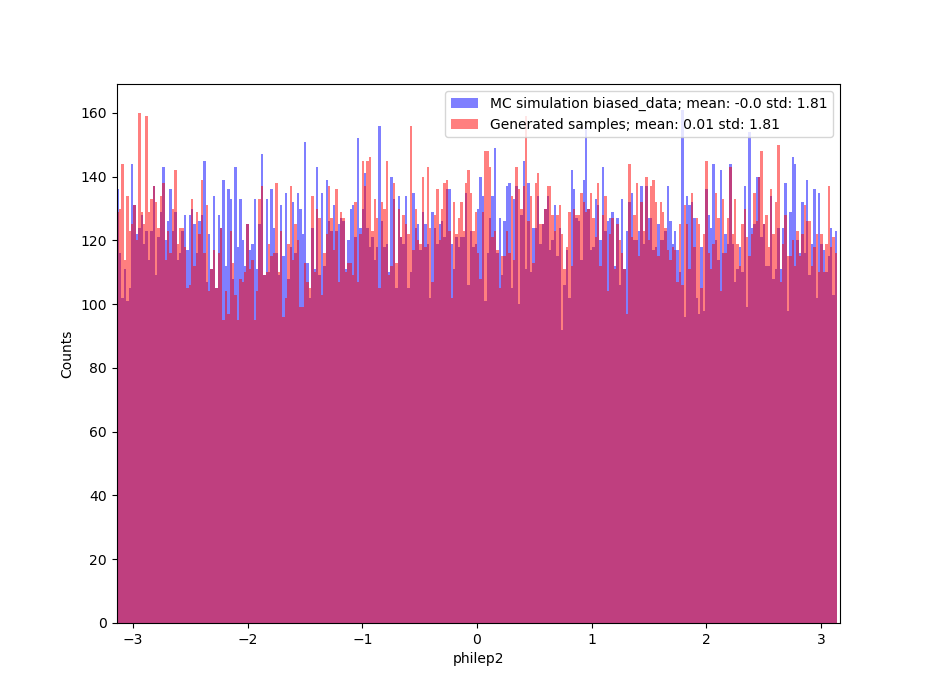 MC simulation biased_data; mean: -0.0 std: 1.81
Generated samples; mean: 0.01 std: 1.81
160
140
120
100
80
60
40
20
0
Counts
−3 −2 −1 0 1 2 3
philep2